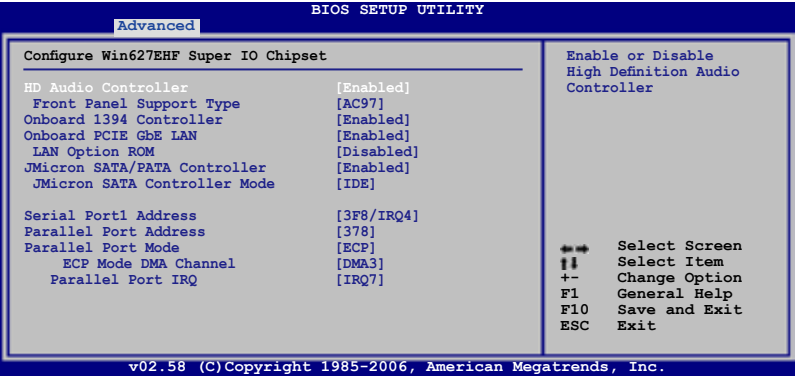 BIOS SETUP UTILITY
Advanced
Configure Win627EHF Super IO Chipset
HD Audio Controller [Enabled]
Front Panel Support Type [AC97]
Onboard 1394 Controller [Enabled]
Onboard PCIE GbE LAN [Enabled]
LAN Option ROM [Disabled]
JMicron SATA/PATA Controller [Enabled]
JMicron SATA Controller Mode [IDE]
Serial Port1 Address [3F8/IRQ4]
Parallel Port Address [378]
Parallel Port Mode [ECP]
ECP Mode DMA Channel [DMA3]
Parallel Port IRQ [IRQ7]
Enable or Disable
High Definition Audio
Controller
←→ Select Screen
↑↓ Select Item
+- Change Option
F1 General Help
F10 Save and Exit
ESC Exit
v02.58 (C)Copyright 1985-2006, American Megatrends, Inc.